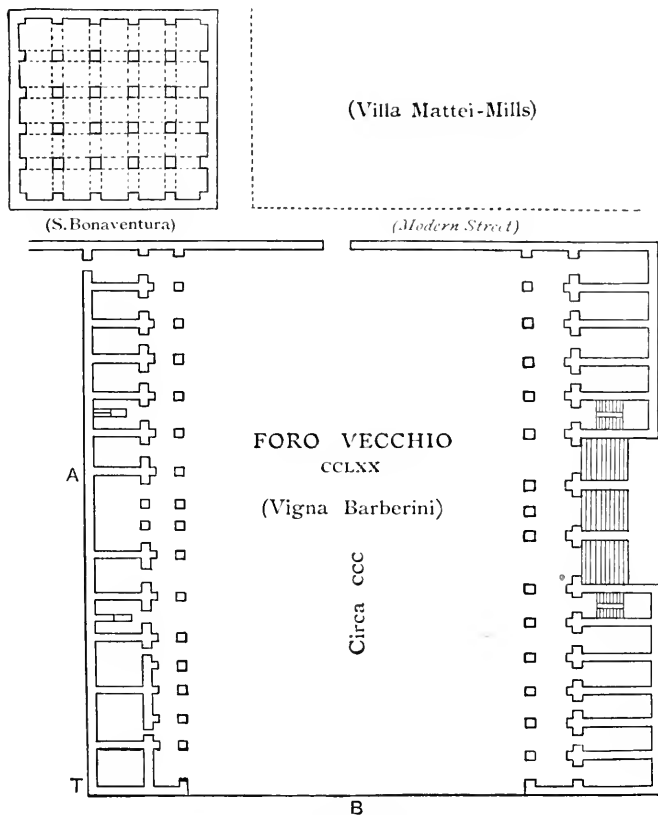 (Villa Mattei-Mills)
(S. Bonaventura)
(Modern Street)
FORO VECCHIO
CCLXX
(Vigna Barberini)
Circa CCC
A
T
B